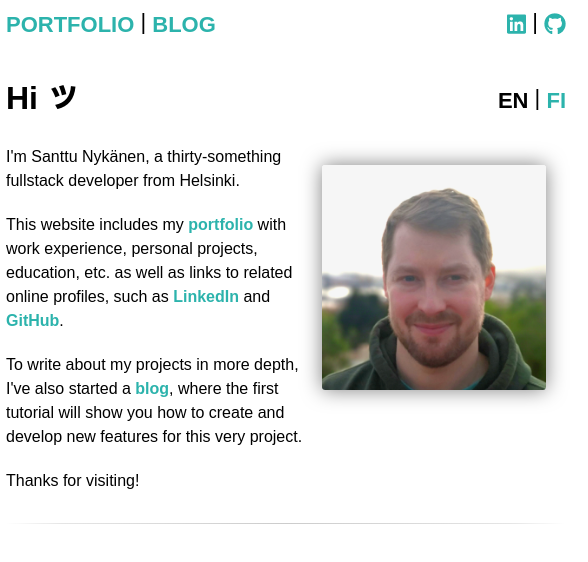 PORTFOLIO | BLOG
in |
Hi ツ
EN | FI
I'm Santtu Nykänen, a thirty-something
fullstack developer from Helsinki.
This website includes my portfolio with
work experience, personal projects,
education, etc. as well as links to related
online profiles, such as LinkedIn and
GitHub.
To write about my projects in more depth,
I've also started a blog, where the first
tutorial will show you how to create and
develop new features for this very project.
Thanks for visiting!